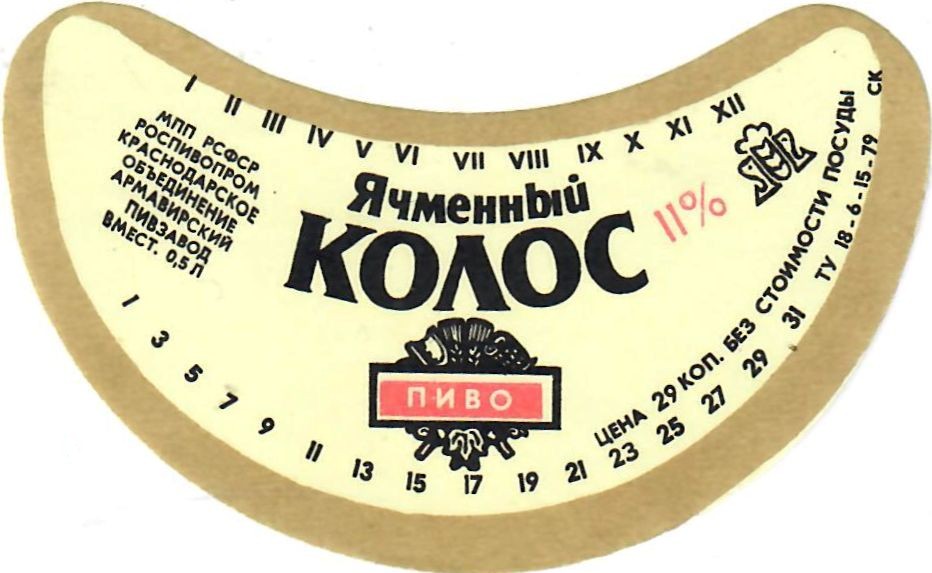 I II III IV V VI VII VIII IX X XI XII
МПП РСФСР
РОСПИВОПРОМ
КРАСНОДАРСКОЕ
ОБЪЕДИНЕНИЕ
АРМАВИРСКИЙ
ПИВЗАВОД
ВМЕСТ. 0,5 Л
Ячменный
КОЛОС
11%
ПИВО
ЦЕНА 29 КОП. БЕЗ СТОИМОСТИ ПОСУДЫ
ТУ 18-6-15-79 СК
1 3 5 7 9 11 13 15 17 19 21 23 25 27 29 31